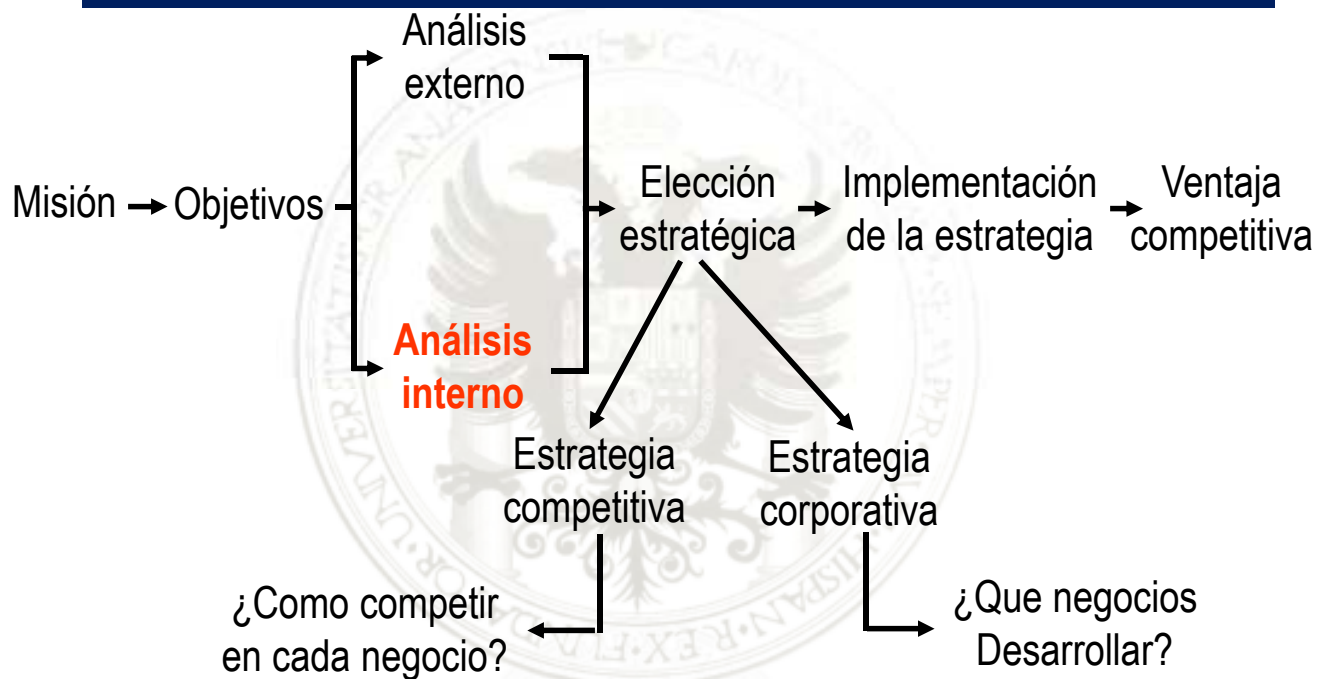 Análisis
externo
Misión
Objetivos
Elección
estratégica
Implementación
de la estrategia
Ventaja
competitiva
Análisis
interno
Estrategia
competitiva
Estrategia
corporativa
¿Como competir
en cada negocio?
¿Que negocios
Desarrollar?